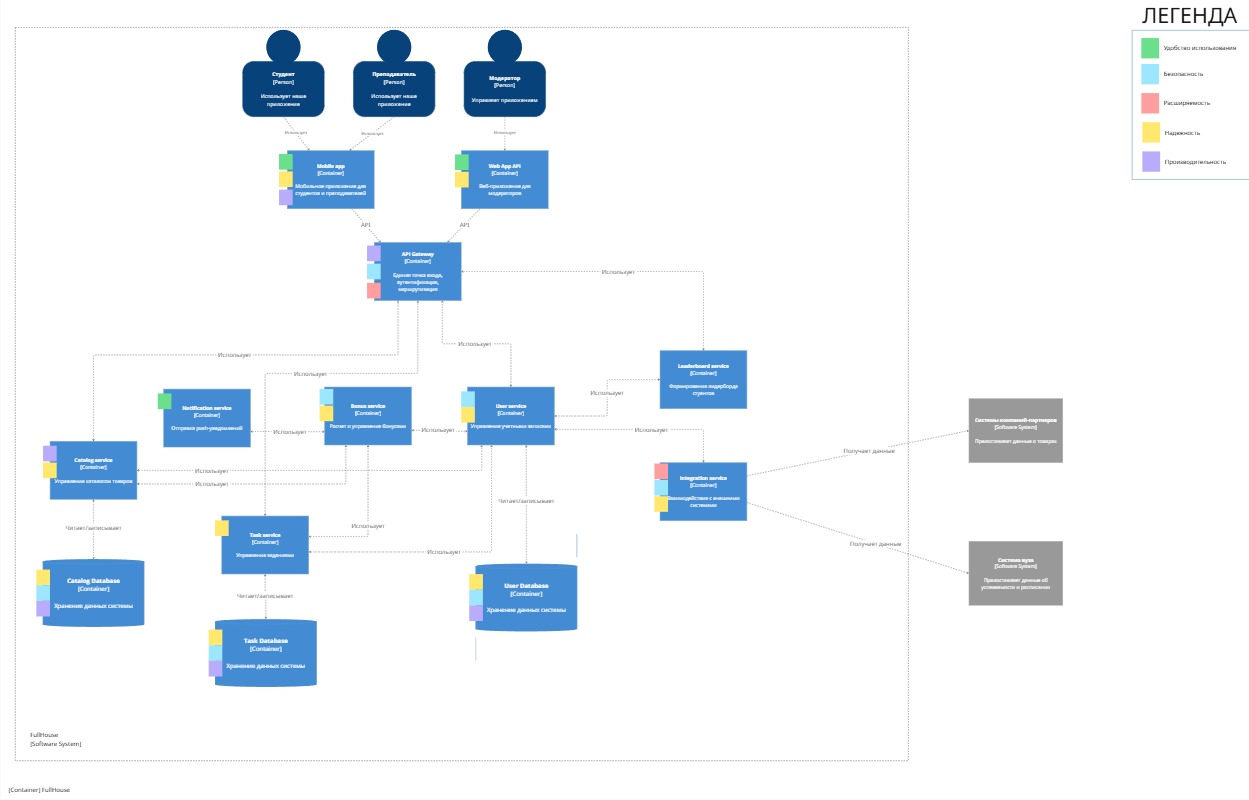 ЛЕГЕНДА
Удобство использования
Безопасность
Расширяемость
Надежность
Производительность
Студент
[Person]
Использует наше
приложение
Преподаватель
[Person]
Использует наше
приложение
Модератор
[Person]
Управляет приложением
Использует
Использует
Использует
Mobile app
[Container]
Мобильное приложение для
студентов и преподавателей
Web App API
[Container]
Веб-приложение для
модераторов
API
API
API Gateway
[Container]
Единая точка входа,
аутентификация,
маршрутизация
Использует
Использует
Использует
Использует
Leaderboard service
[Container]
Формирование лидерборда
студентов
Notification service
[Container]
Отправка push-уведомлений
Bonus service
[Container]
Расчет и управление бонусами
User service
[Container]
Управление учетными записями
Использует
Использует
Использует
Использует
Системы компаний-партнеров
[Software System]
Предоставляют данные о товарах
Получает данные
Catalog service
[Container]
Управление каталогом товаров
Использует
Использует
Integration service
[Container]
Взаимодействие с внешними
системами
Читает/записывает
Читает/записывает
Использует
Task service
[Container]
Управление задачами
Использует
Получает данные
Система вуза
[Software System]
Предоставляет данные об
успеваемости и расписании
Catalog Database
[Container]
Хранение данных системы
User Database
[Container]
Хранение данных системы
Читает/записывает
Task Database
[Container]
Хранение данных системы
FullHouse
[Software System]
[Container] FullHouse